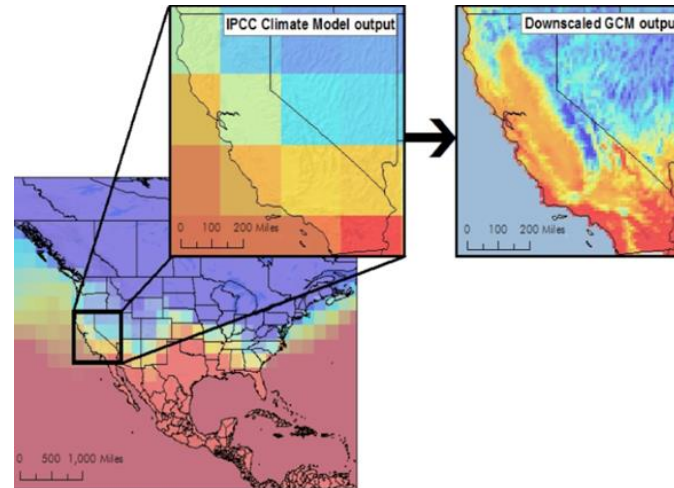 IPCC Climate Model output
Downscaled GCM output
0 100 200 Miles
0 100 200 Miles
0 500 1,000 Miles